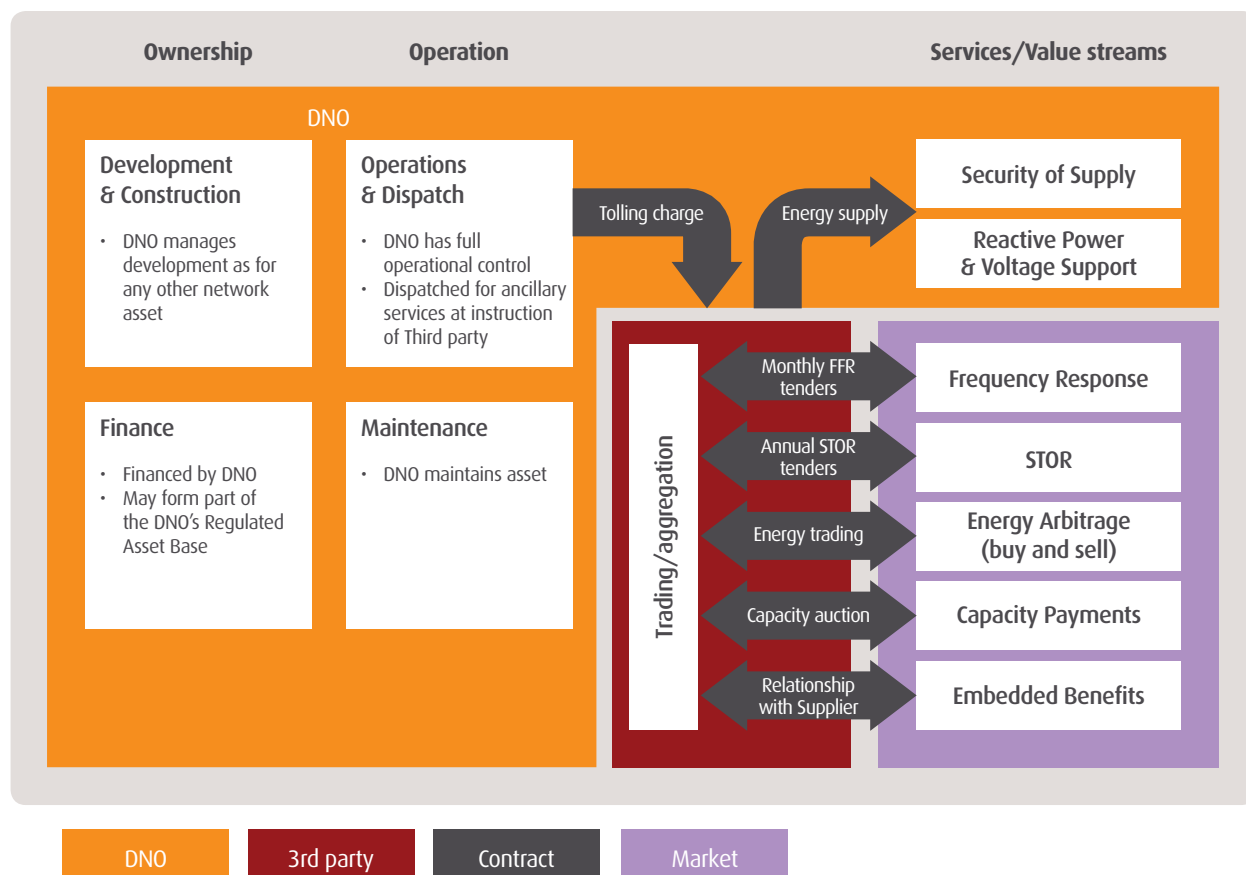 Ownership
Operation
Services/Value streams
DNO
Development
& Construction
• DNO manages
development as for
any other network
asset
Operations
& Dispatch
• DNO has full
operational control
• Dispatched for ancillary
services at instruction
of Third party
Tolling charge
Energy supply
Security of Supply
Reactive Power
& Voltage Support
Finance
• Financed by DNO
• May form part of
the DNO's Regulated
Asset Base
Maintenance
• DNO maintains asset
Trading/aggregation
Monthly FFR
tenders
Frequency Response
Annual STOR
tenders
STOR
Energy trading
Energy Arbitrage
(buy and sell)
Capacity auction
Capacity Payments
Relationship
with Supplier
Embedded Benefits
DNO
3rd party
Contract
Market